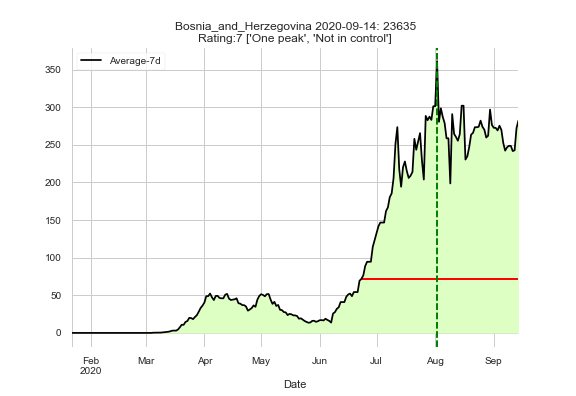 Bosnia_and_Herzegovina 2020-09-14: 23635
Rating:7 ['One peak', 'Not in control']
Average-7d
350
300
250
200
150
100
50
0
Feb
2020
Mar
Apr
May
Jun
Jul
Aug
Sep
Date